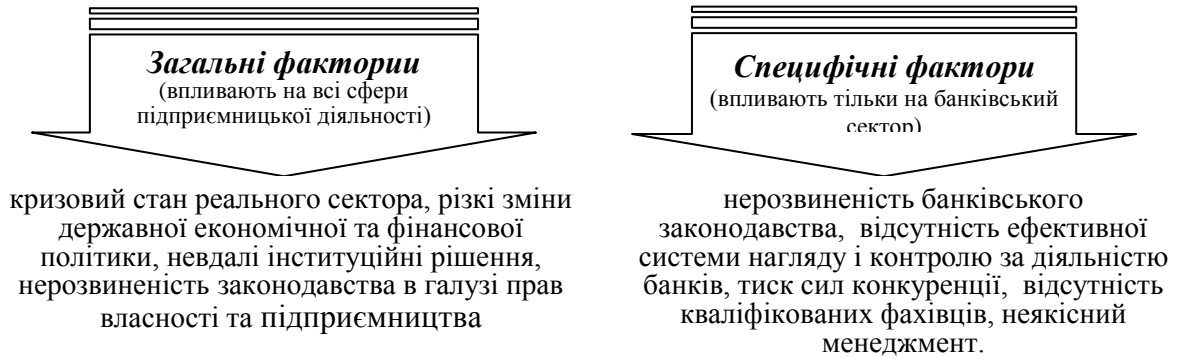 Загальні фактории
(впливають на всі сфери
підприємницької діяльності)
кризовий стан реального сектора, різкі зміни
державної економічної та фінансової
політики, невдалі інституційні рішення,
нерозвиненість законодавства в галузі прав
власності та підприємництва
Специфічні фактори
(впливають тільки на банківський
сектор)
нерозвиненість банківського
законодавства, відсутність ефективної
системи нагляду і контролю за діяльністю
банків, тиск сил конкуренції, відсутність
кваліфікованих фахівців, неякісний
менеджмент.